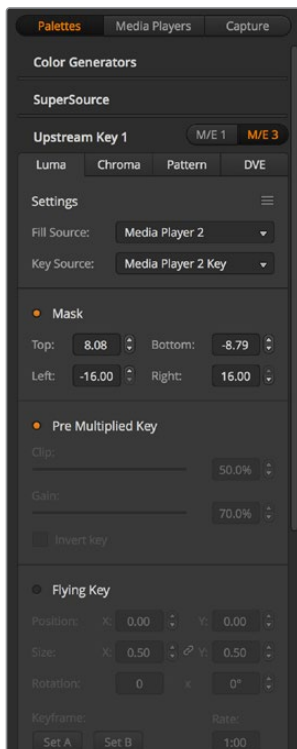 Palettes Media Players Capture
Color Generators
SuperSource
Upstream Key 1 M/E 1 M/E 3
Luma Chroma Pattern DVE
Settings
Fill Source: Media Player 2
Key Source: Media Player 2 Key
Mask
Top: 8.08 Bottom: -8.79
Left: -16.00 Right: 16.00
Pre Multiplied Key
Clip:
50.0%
Gain:
70.0%
Invert key
Flying Key
Position: X: 0.00 Y: 0.00
Size: X: 0.50 Y: 0.50
Rotation: 0 x 0°
Keyframe: Rate:
Set A Set B 1:00